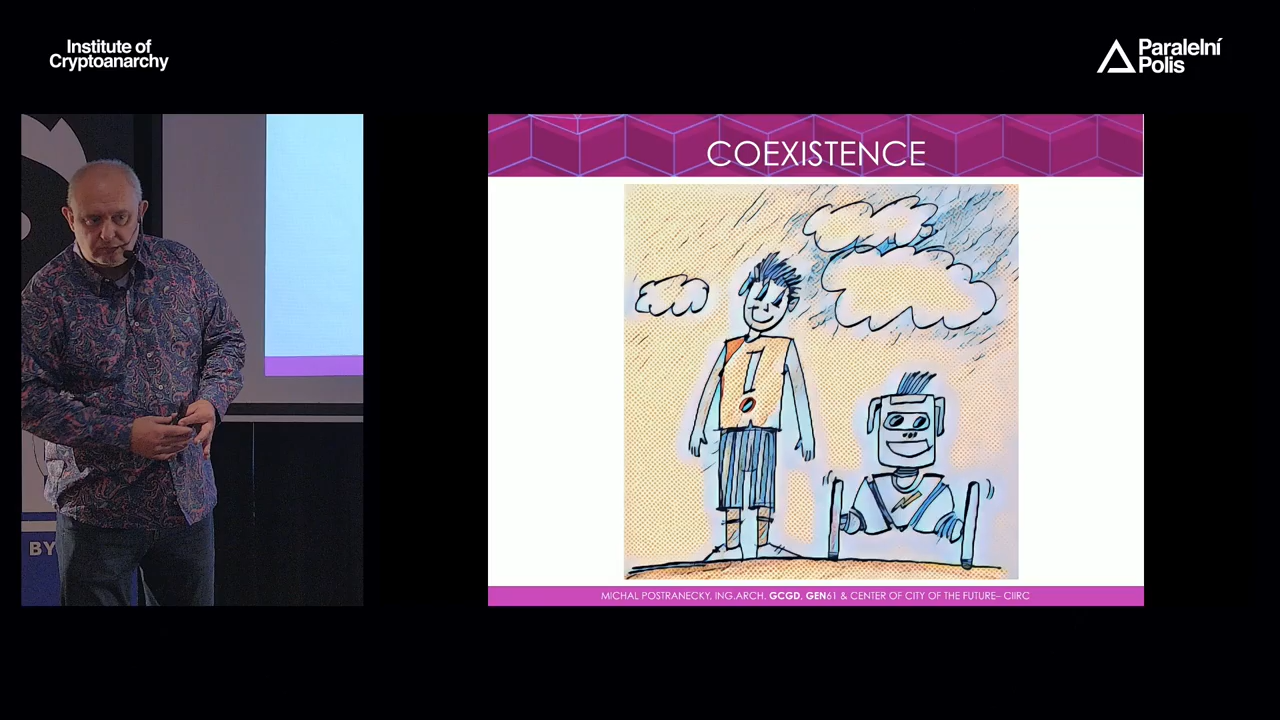 Institute of
Cryptoanarchy
Paralelní
Polis
COEXISTENCE
BY
MICHAL POSTRANECKY, ING.ARCH. GCGD, GEN61 & CENTER OF CITY OF THE FUTURE– CIIRC